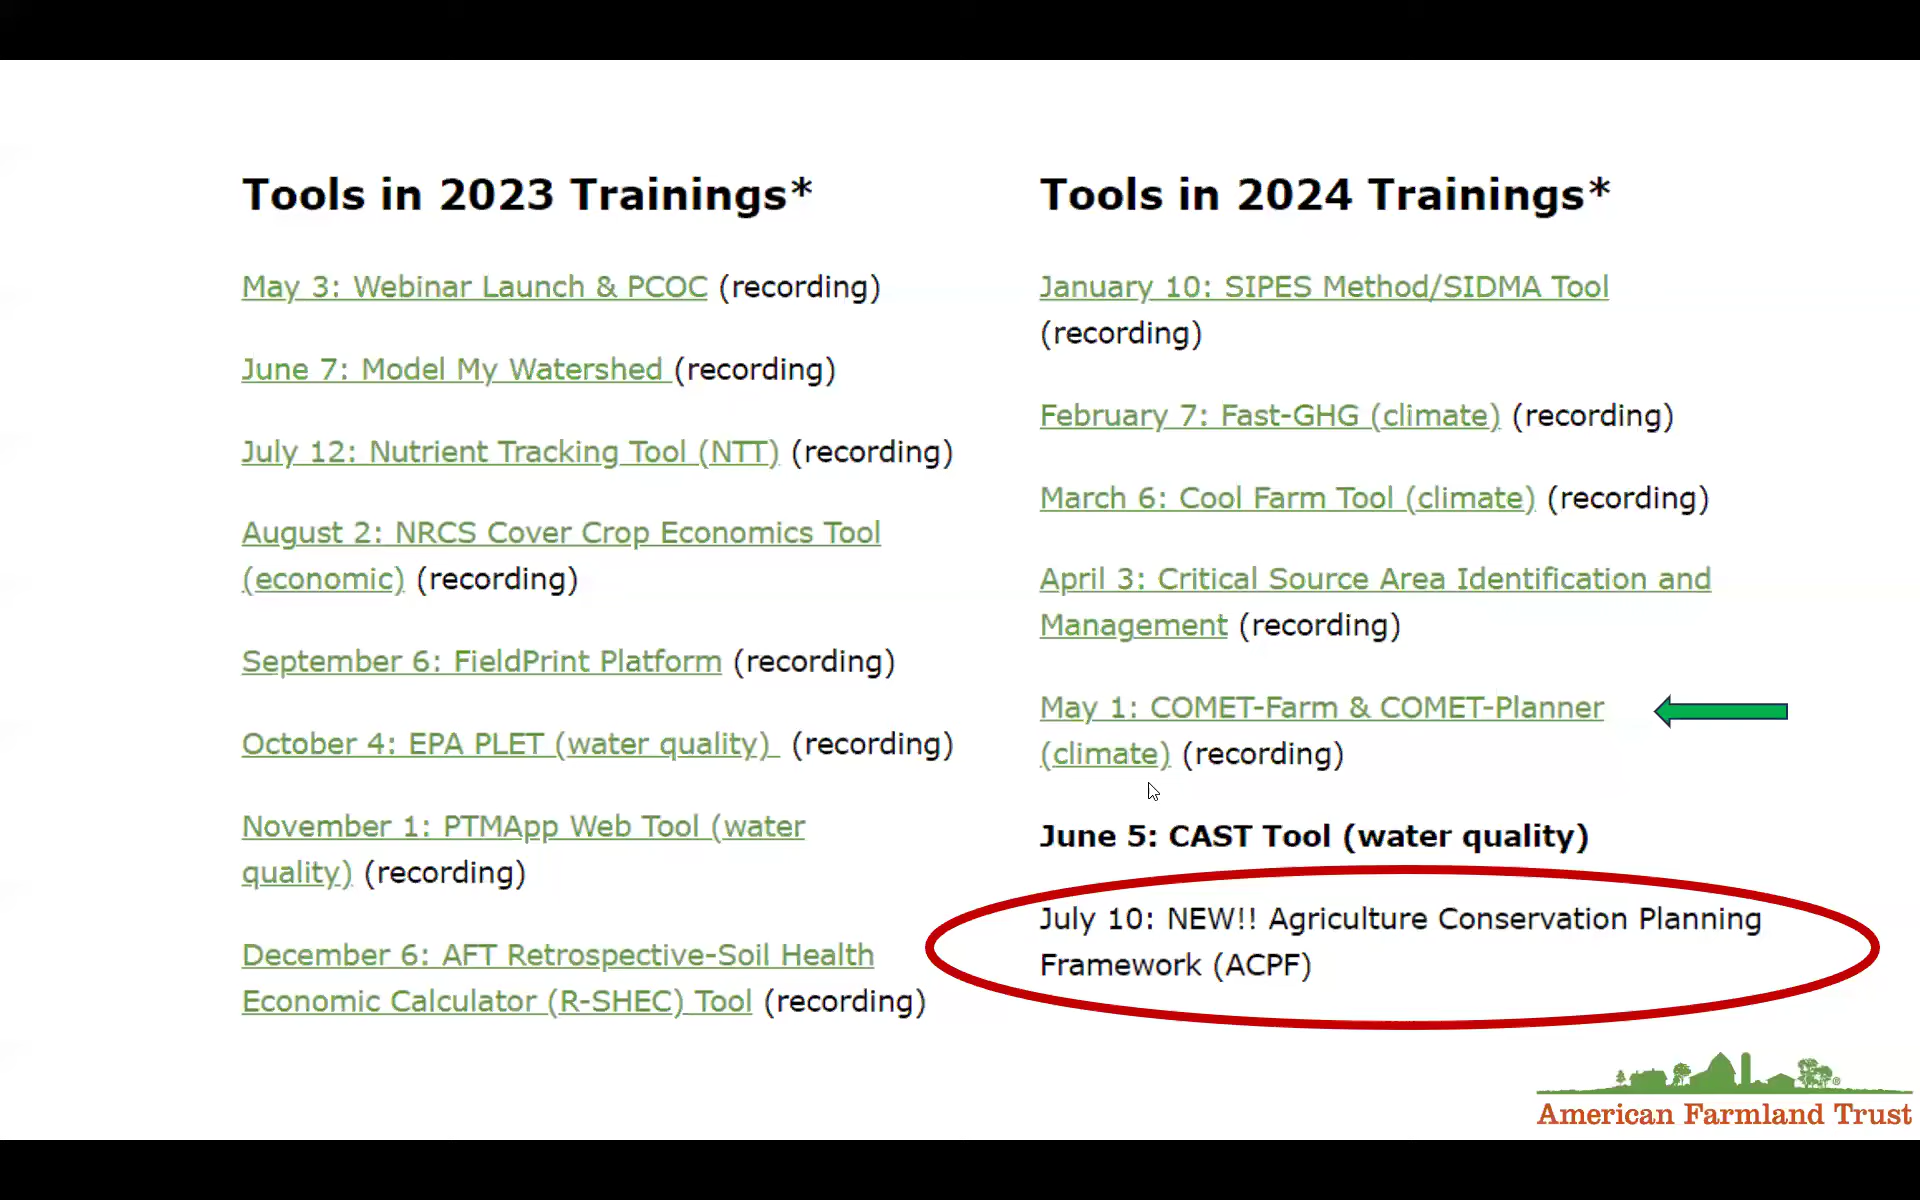 Tools in 2023 Trainings*
May 3: Webinar Launch & PCOC (recording)
June 7: Model My Watershed (recording)
July 12: Nutrient Tracking Tool (NTT) (recording)
August 2: NRCS Cover Crop Economics Tool
(economic) (recording)
September 6: FieldPrint Platform (recording)
October 4: EPA PLET (water quality) (recording)
November 1: PTMApp Web Tool (water
quality) (recording)
December 6: AFT Retrospective-Soil Health
Economic Calculator (R-SHEC) Tool (recording)
Tools in 2024 Trainings*
January 10: SIPES Method/SIDMA Tool
(recording)
February 7: Fast-GHG (climate) (recording)
March 6: Cool Farm Tool (climate) (recording)
April 3: Critical Source Area Identification and
Management (recording)
May 1: COMET-Farm & COMET-Planner
(climate) (recording)
June 5: CAST Tool (water quality)
July 10: NEW!! Agriculture Conservation Planning
Framework (ACPF)
American Farmland Trust